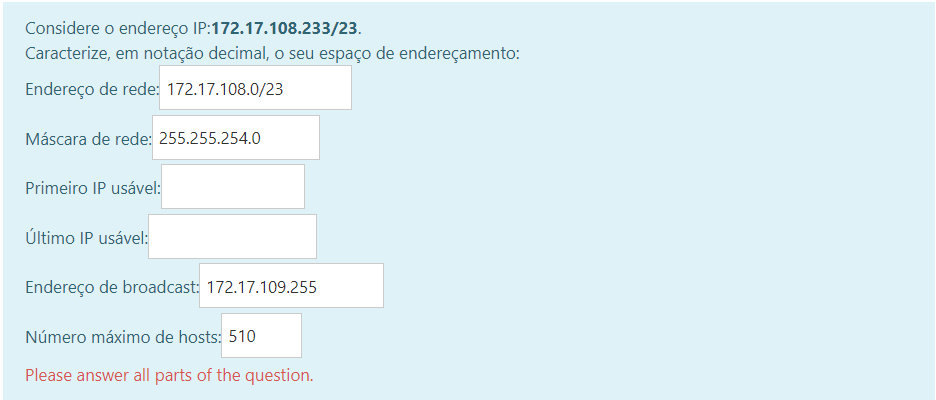 Considere o endereço IP:172.17.108.233/23.
Caracterize, em notação decimal, o seu espaço de endereçamento:
Endereço de rede: 172.17.108.0/23
Máscara de rede: 255.255.254.0
Primeiro IP usável:
Último IP usável:
Endereço de broadcast: 172.17.109.255
Número máximo de hosts: 510
Please answer all parts of the question.